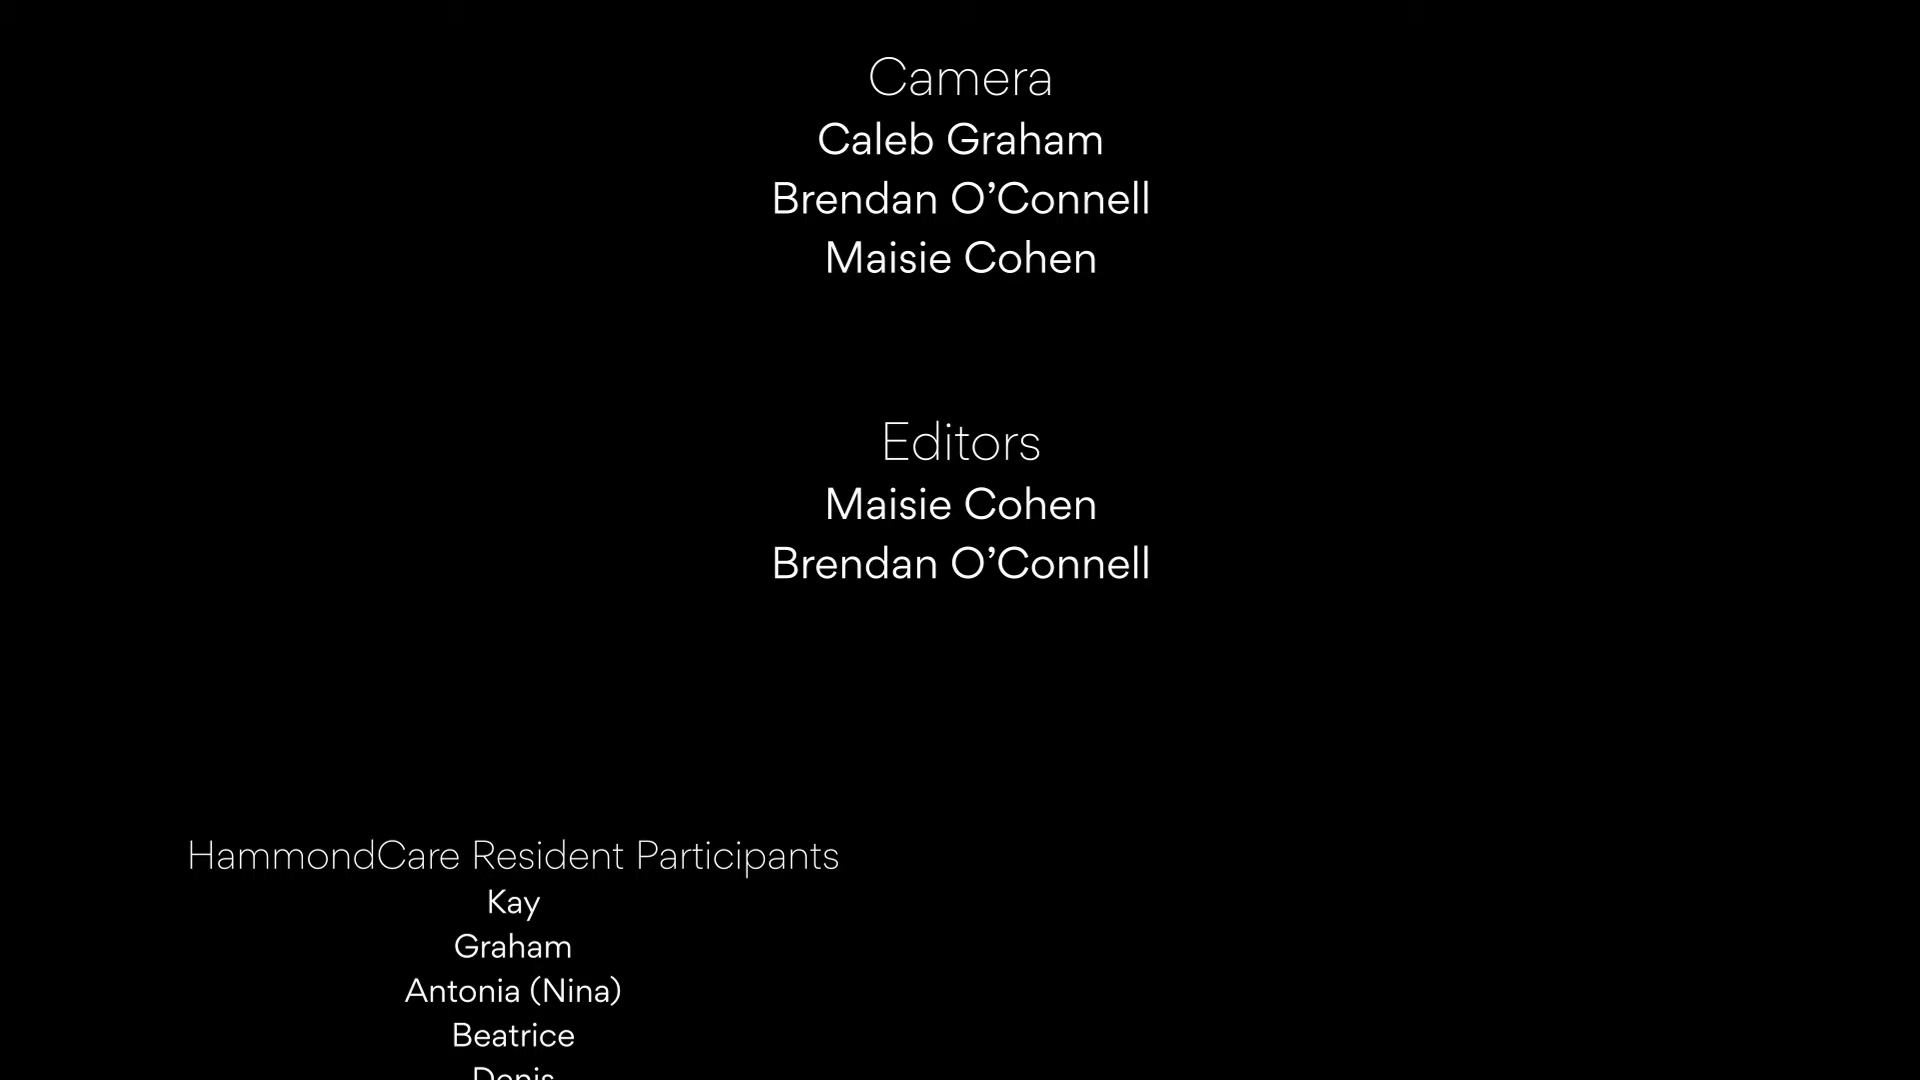 Camera
Caleb Graham
Brendan O’Connell
Maisie Cohen
Editors
Maisie Cohen
Brendan O’Connell
HammondCare Resident Participants
Kay
Graham
Antonia (Nina)
Beatrice
Denis